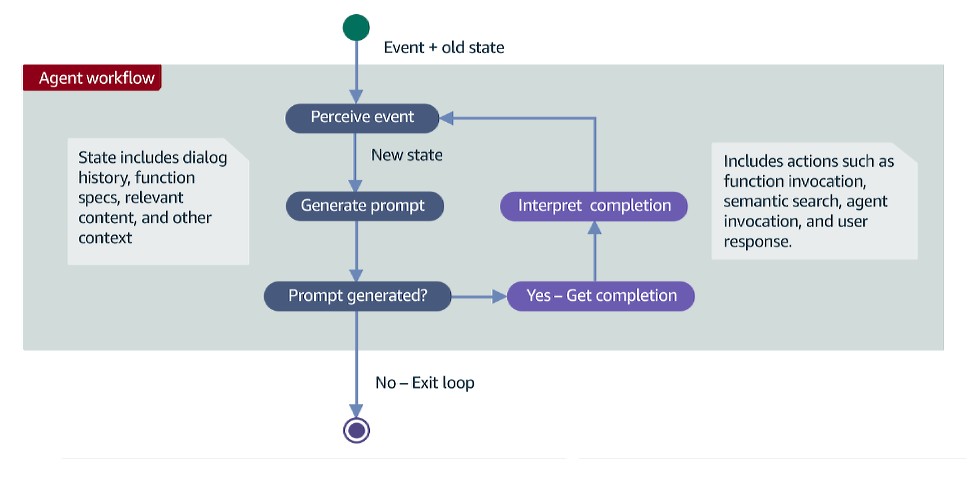 Event + old state
Agent workflow
Perceive event
New state
State includes dialog
history, function
specs, relevant
content, and other
context
Includes actions such as
function invocation,
semantic search, agent
invocation, and user
response.
Generate prompt
Interpret completion
Prompt generated?
Yes – Get completion
No – Exit loop